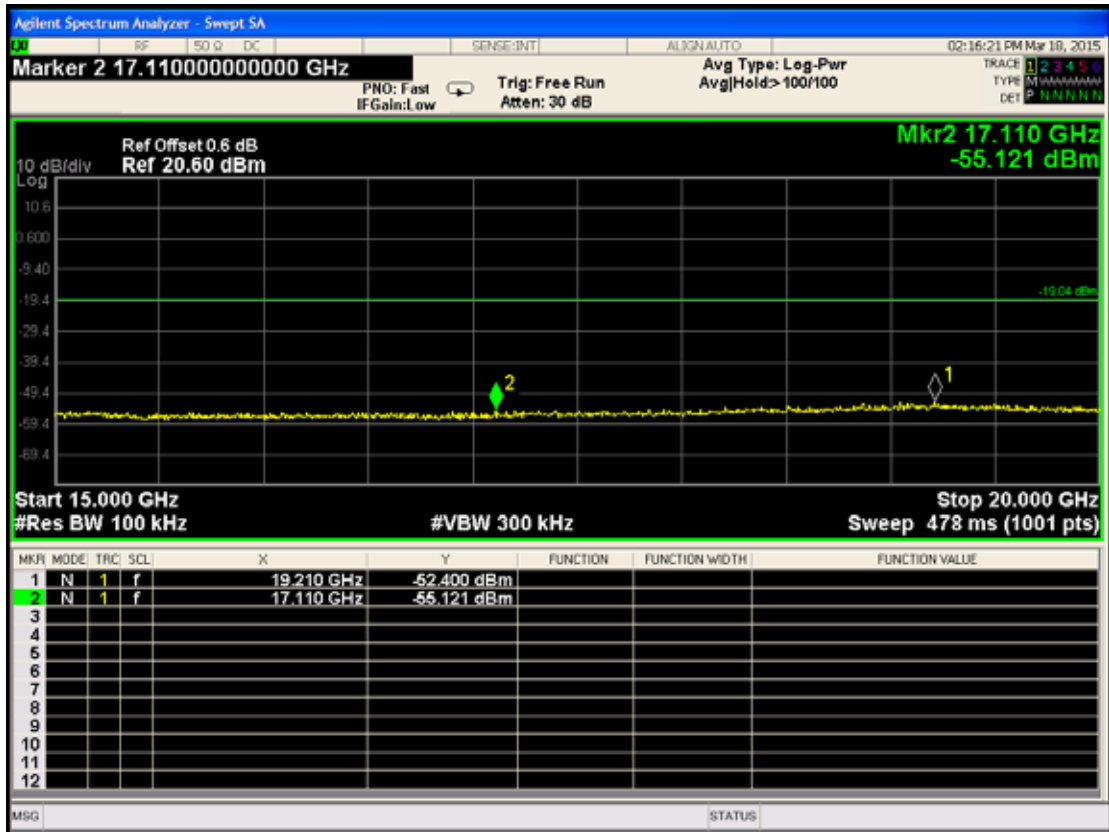 Agilent Spectrum Analyzer - Swept SA
LXI RF 50 Ω DC SENSE:INT ALIGN AUTO 02:16:21 PM Mar 18, 2015
Marker 2 17.110000000000 GHz
PNO: Fast
IFGain:Low
Trig: Free Run
Atten: 30 dB
Avg Type: Log-Pwr
Avg|Hold:>100/100
TRACE 1 2 3 4 5 6
TYPE M W W W W W
DET P N N N N N
Mkr2 17.110 GHz
-55.121 dBm
Ref Offset 0.6 dB
10 dB/div Ref 20.60 dBm
Log
10.6
0.600
-9.40
-19.4
-19.04 dBm
-29.4
-39.4
-49.4
-59.4
-69.4
2
1
Start 15.000 GHz Stop 20.000 GHz
#Res BW 100 kHz #VBW 300 kHz Sweep 478 ms (1001 pts)
MKR MODE TRC SCL X Y FUNCTION FUNCTION WIDTH FUNCTION VALUE
1 N 1 f 19.210 GHz -52.400 dBm
2 N 1 f 17.110 GHz -55.121 dBm
3
4
5
6
7
8
9
10
11
12
MSG STATUS